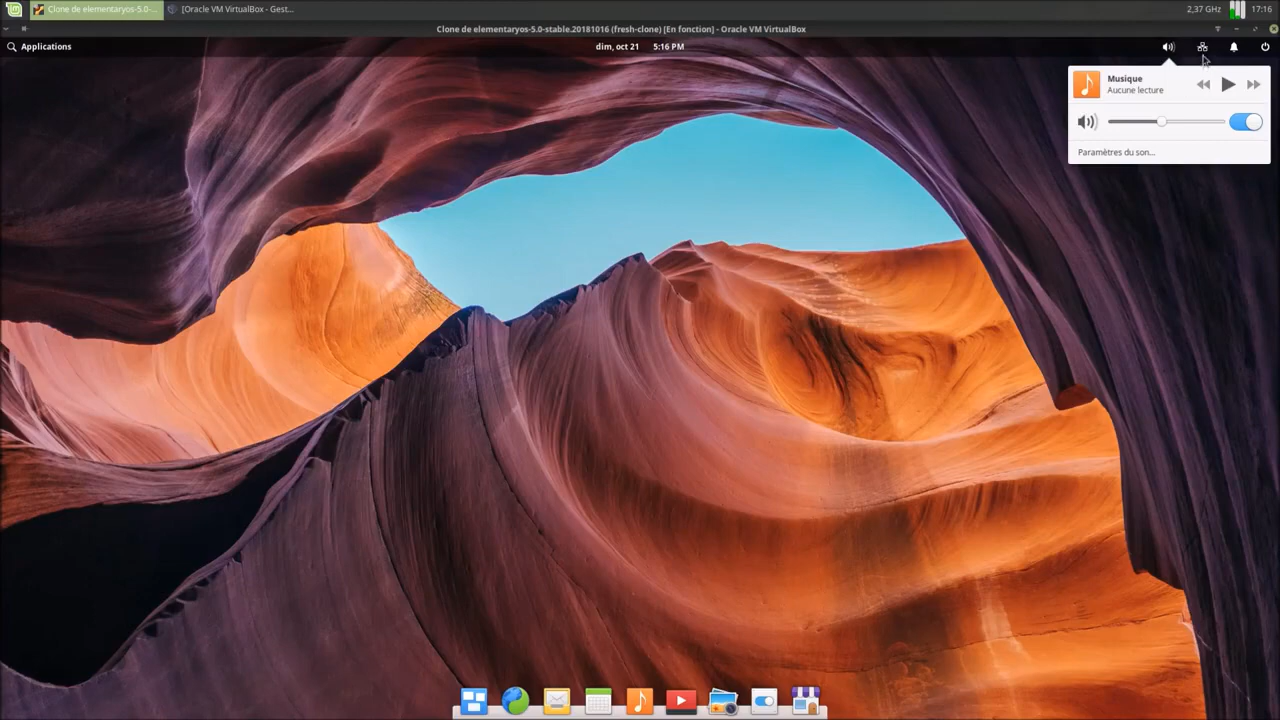 Clone de elementaryos-5.0-...
[Oracle VM VirtualBox - Gest...
2,37 GHz
17:16
Clone de elementaryos-5.0-stable.20181016 (fresh-clone) [En fonction] - Oracle VM VirtualBox
Applications
dim, oct 21 5:16 PM
Musique
Aucune lecture
Paramètres du son...